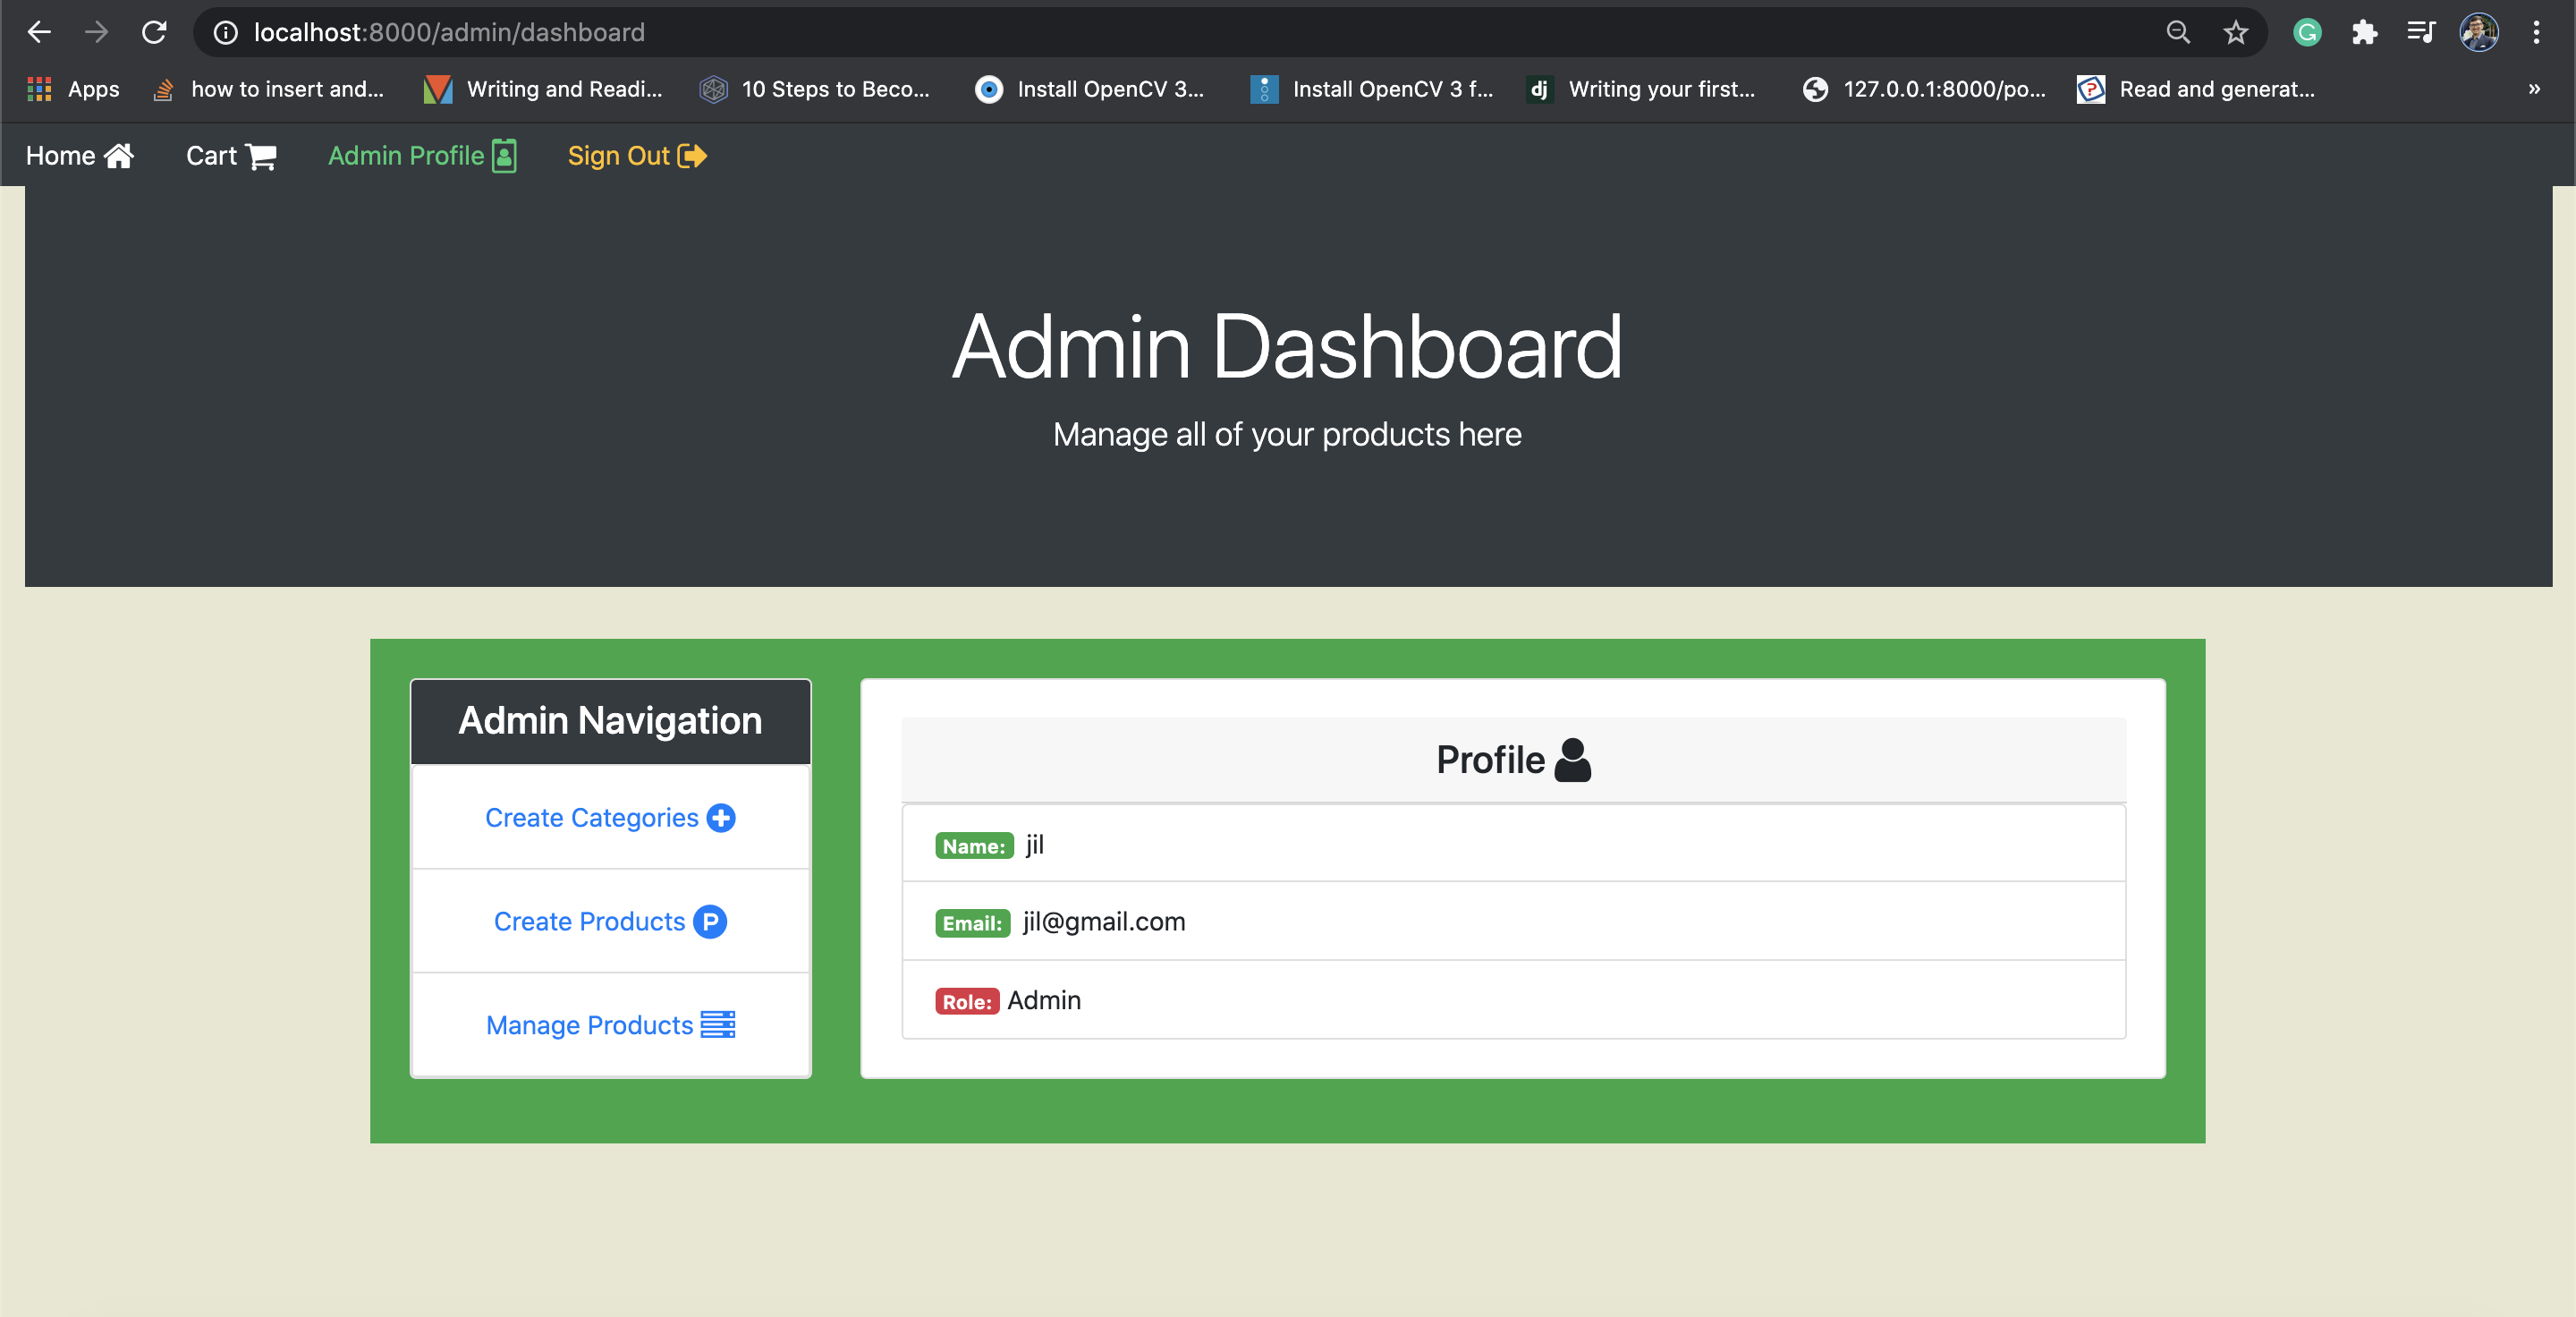 localhost:8000/admin/dashboard
Apps how to insert and... Writing and Readi... 10 Steps to Beco... Install OpenCV 3... Install OpenCV 3 f... dj Writing your first... 127.0.0.1:8000/po... Read and generat... »
Home Cart Admin Profile Sign Out
Admin Dashboard
Manage all of your products here
Admin Navigation
Create Categories
Create Products P
Manage Products
Profile
Name: jil
Email: jil@gmail.com
Role: Admin